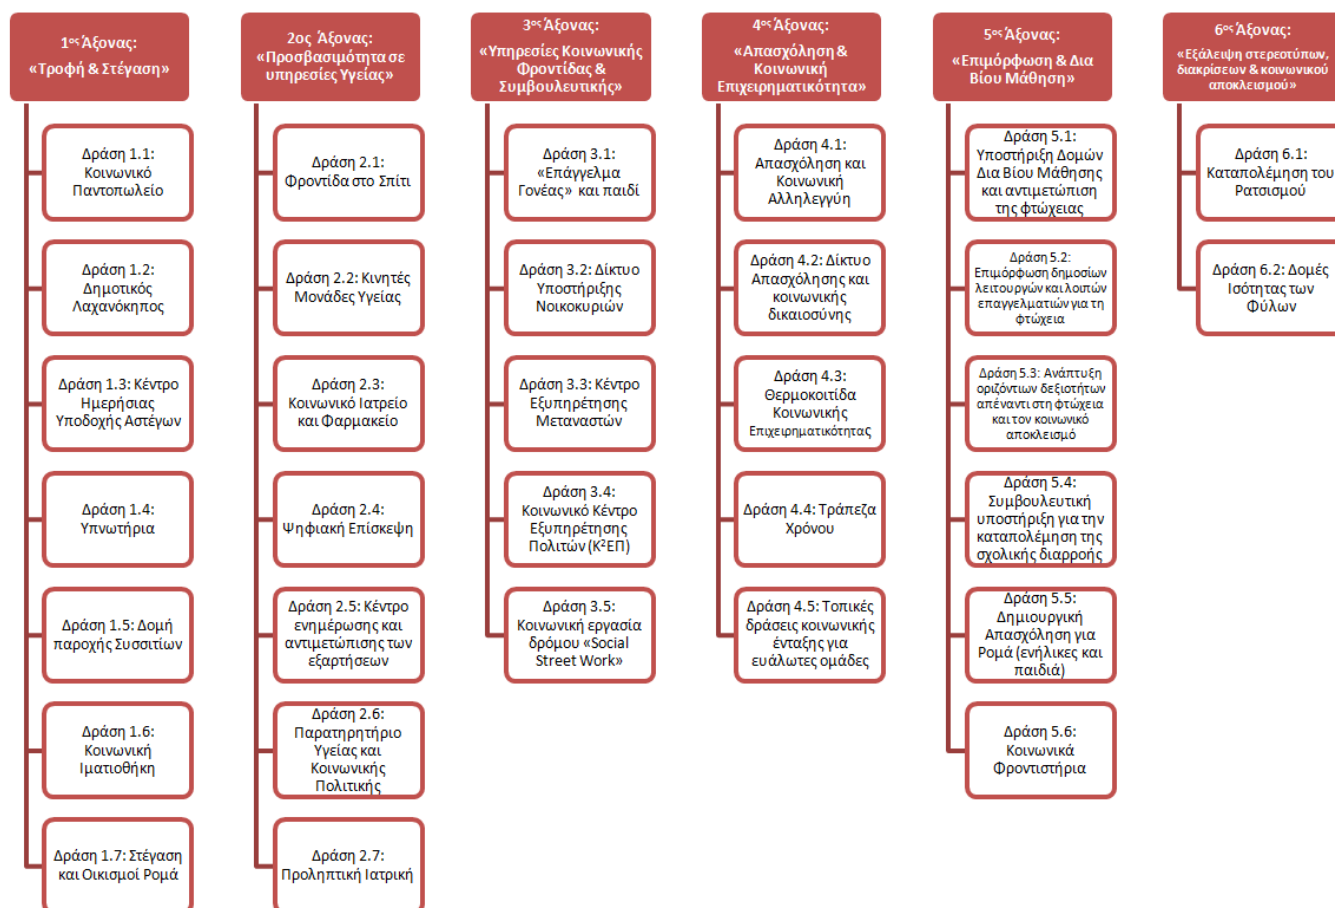 1ος Άξονας:
«Τροφή & Στέγαση»
Δράση 1.1:
Κοινωνικό
Παντοπωλείο
Δράση 1.2:
Δημοτικός
Λαχανόκηπος
Δράση 1.3: Κέντρο
Ημερήσιας
Υποδοχής Αστέγων
Δράση 1.4:
Υπνωτήρια
Δράση 1.5: Δομή
παροχής Συσσιτίων
Δράση 1.6:
Κοινωνική
Ιματιοθήκη
Δράση 1.7: Στέγαση
και Οικισμοί Ρομά
2ος Άξονας:
«Προσβασιμότητα σε
υπηρεσίες Υγείας»
Δράση 2.1:
Φροντίδα στο Σπίτι
Δράση 2.2: Κινητές
Μονάδες Υγείας
Δράση 2.3:
Κοινωνικό Ιατρείο
και Φαρμακείο
Δράση 2.4:
Ψηφιακή Επίσκεψη
Δράση 2.5: Κέντρο
ενημέρωσης και
αντιμετώπισης των
εξαρτήσεων
Δράση 2.6:
Παρατηρητήριο
Υγείας και
Κοινωνικής
Πολιτικής
Δράση 2.7:
Προληπτική Ιατρική
3ος Άξονας:
«Υπηρεσίες Κοινωνικής
Φροντίδας &
Συμβουλευτικής»
Δράση 3.1:
«Επάγγελμα
Γονέας» και παιδί
Δράση 3.2: Δίκτυο
Υποστήριξης
Νοικοκυριών
Δράση 3.3: Κέντρο
Εξυπηρέτησης
Μεταναστών
Δράση 3.4:
Κοινωνικό Κέντρο
Εξυπηρέτησης
Πολιτών (Κ²ΕΠ)
Δράση 3.5:
Κοινωνική εργασία
δρόμου «Social
Street Work»
4ος Άξονας:
«Απασχόληση &
Κοινωνική
Επιχειρηματικότητα»
Δράση 4.1:
Απασχόληση και
Κοινωνική
Αλληλεγγύη
Δράση 4.2: Δίκτυο
Απασχόλησης και
κοινωνικής
δικαιοσύνης
Δράση 4.3:
Θερμοκοιτίδα
Κοινωνικής
Επιχειρηματικότητας
Δράση 4.4: Τράπεζα
Χρόνου
Δράση 4.5: Τοπικές
δράσεις κοινωνικής
ένταξης για
ευάλωτες ομάδες
5ος Άξονας:
«Επιμόρφωση & Δια
Βίου Μάθηση»
Δράση 5.1:
Υποστήριξη Δομών
Δια Βίου Μάθησης
και αντιμετώπιση
της φτώχειας
Δράση 5.2:
Επιμόρφωση δημοσίων
λειτουργών και λοιπών
επαγγελματιών για τη
φτώχεια
Δράση 5.3: Ανάπτυξη
οριζόντιων δεξιοτήτων
απέναντι στη φτώχεια
και τον κοινωνικό
αποκλεισμό
Δράση 5.4:
Συμβουλευτική
υποστήριξη για την
καταπολέμηση της
σχολικής διαρροής
Δράση 5.5:
Δημιουργική
Απασχόληση για
Ρομά (ενήλικες και
παιδιά)
Δράση 5.6:
Κοινωνικά
Φροντιστήρια
6ος Άξονας:
«Εξάλειψη στερεοτύπων,
διακρίσεων & κοινωνικού
αποκλεισμού»
Δράση 6.1:
Καταπολέμηση του
Ρατσισμού
Δράση 6.2: Δομές
Ισότητας των
Φύλων